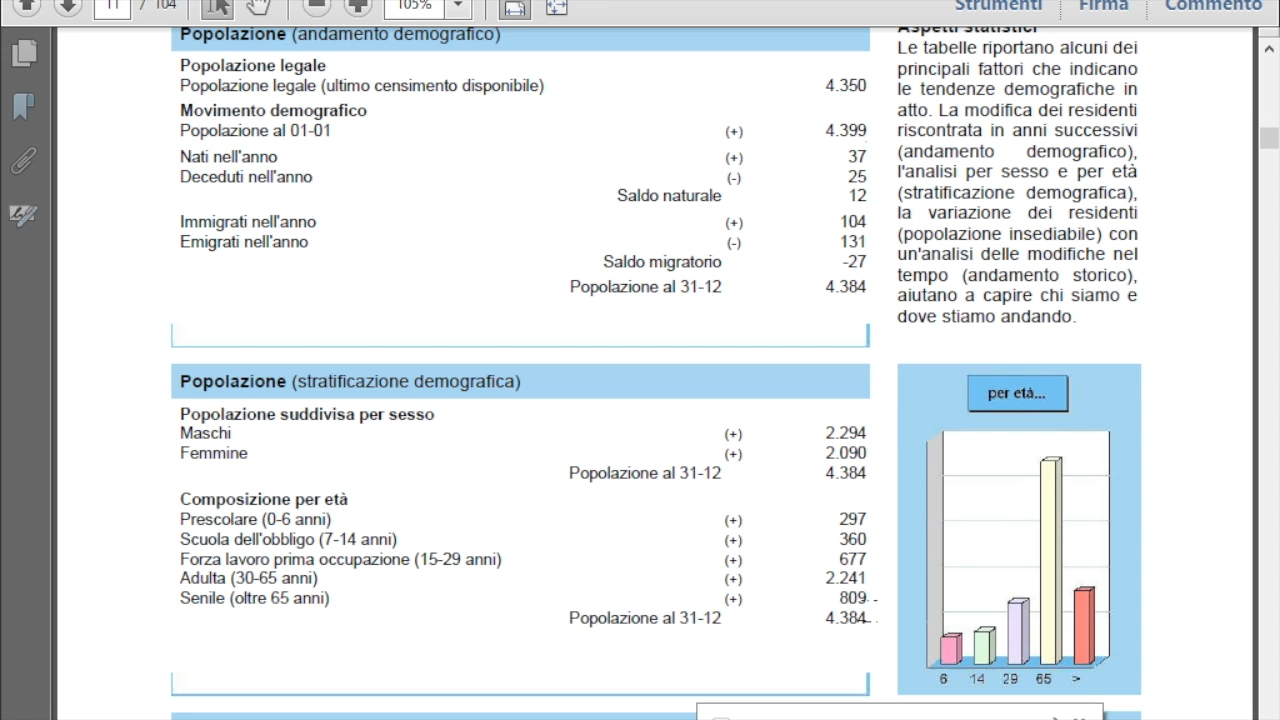 11 / 104 105% Strumenti Firma Commento
Popolazione (andamento demografico)
Popolazione legale
Popolazione legale (ultimo censimento disponibile) 4.350
Movimento demografico
Popolazione al 01-01 (+) 4.399
Nati nell'anno (+) 37
Deceduti nell'anno (-) 25
Saldo naturale 12
Immigrati nell'anno (+) 104
Emigrati nell'anno (-) 131
Saldo migratorio -27
Popolazione al 31-12 4.384
Aspetti statistici
Le tabelle riportano alcuni dei
principali fattori che indicano
le tendenze demografiche in
atto. La modifica dei residenti
riscontrata in anni successivi
(andamento demografico),
l'analisi per sesso e per età
(stratificazione demografica),
la variazione dei residenti
(popolazione insediabile) con
un'analisi delle modifiche nel
tempo (andamento storico),
aiutano a capire chi siamo e
dove stiamo andando.
Popolazione (stratificazione demografica)
Popolazione suddivisa per sesso
Maschi (+) 2.294
Femmine (+) 2.090
Popolazione al 31-12 4.384
Composizione per età
Prescolare (0-6 anni) (+) 297
Scuola dell'obbligo (7-14 anni) (+) 360
Forza lavoro prima occupazione (15-29 anni) (+) 677
Adulta (30-65 anni) (+) 2.241
Senile (oltre 65 anni) (+) 809
Popolazione al 31-12 4.384
per età...
6 14 29 65 >